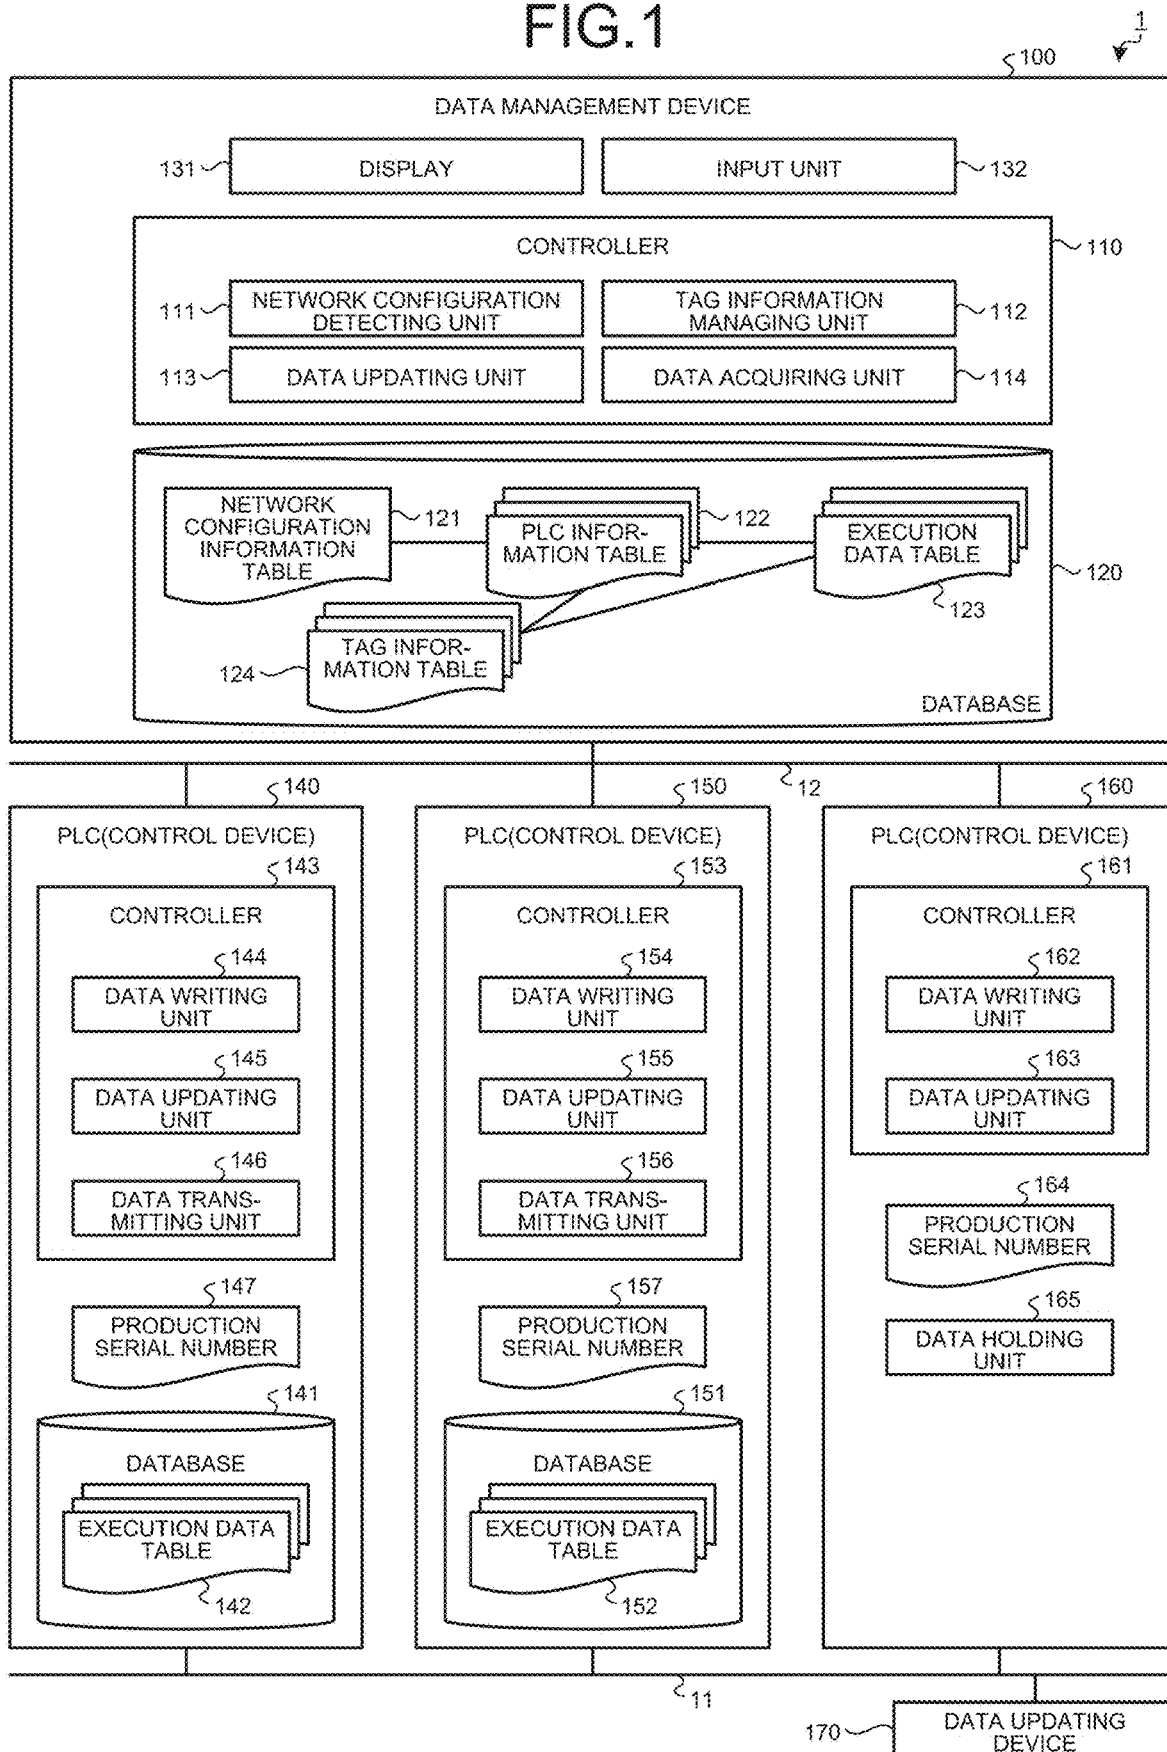 FIG.1
1
100
DATA MANAGEMENT DEVICE
131
DISPLAY
INPUT UNIT
132
CONTROLLER
110
111
NETWORK CONFIGURATION
DETECTING UNIT
TAG INFORMATION
MANAGING UNIT
112
113
DATA UPDATING UNIT
DATA ACQUIRING UNIT
114
NETWORK
CONFIGURATION
INFORMATION
TABLE
121
PLC INFOR-
MATION TABLE
122
EXECUTION
DATA TABLE
123
120
124
TAG INFOR-
MATION TABLE
DATABASE
12
140
PLC(CONTROL DEVICE)
143
CONTROLLER
144
DATA WRITING
UNIT
145
DATA UPDATING
UNIT
146
DATA TRANS-
MITTING UNIT
147
PRODUCTION
SERIAL NUMBER
141
DATABASE
EXECUTION DATA
TABLE
142
150
PLC(CONTROL DEVICE)
153
CONTROLLER
154
DATA WRITING
UNIT
155
DATA UPDATING
UNIT
156
DATA TRANS-
MITTING UNIT
157
PRODUCTION
SERIAL NUMBER
151
DATABASE
EXECUTION DATA
TABLE
152
160
PLC(CONTROL DEVICE)
161
CONTROLLER
162
DATA WRITING
UNIT
163
DATA UPDATING
UNIT
164
PRODUCTION
SERIAL NUMBER
165
DATA HOLDING
UNIT
11
170
DATA UPDATING
DEVICE